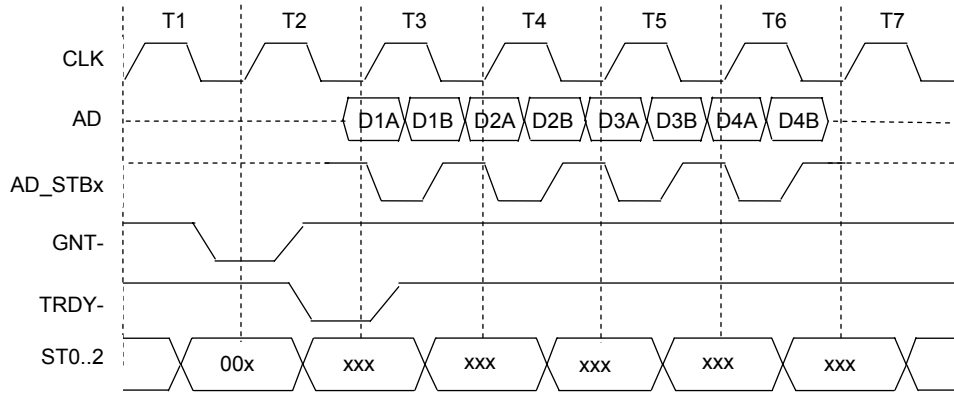 T1 T2 T3 T4 T5 T6 T7
CLK
AD D1A D1B D2A D2B D3A D3B D4A D4B
AD_STBx
GNT-
TRDY-
ST0..2 00x xxx xxx xxx xxx xxx